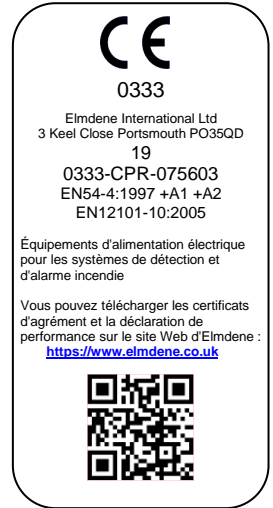 CE
0333
Elmdene International Ltd
3 Keel Close Portsmouth PO35QD
19
0333-CPR-075603
EN54-4:1997 +A1 +A2
EN12101-10:2005
Équipements d'alimentation électrique
pour les systèmes de détection et
d'alarme incendie
Vous pouvez télécharger les certificats
d'agrément et la déclaration de
performance sur le site Web d'Elmdene :
https://www.elmdene.co.uk